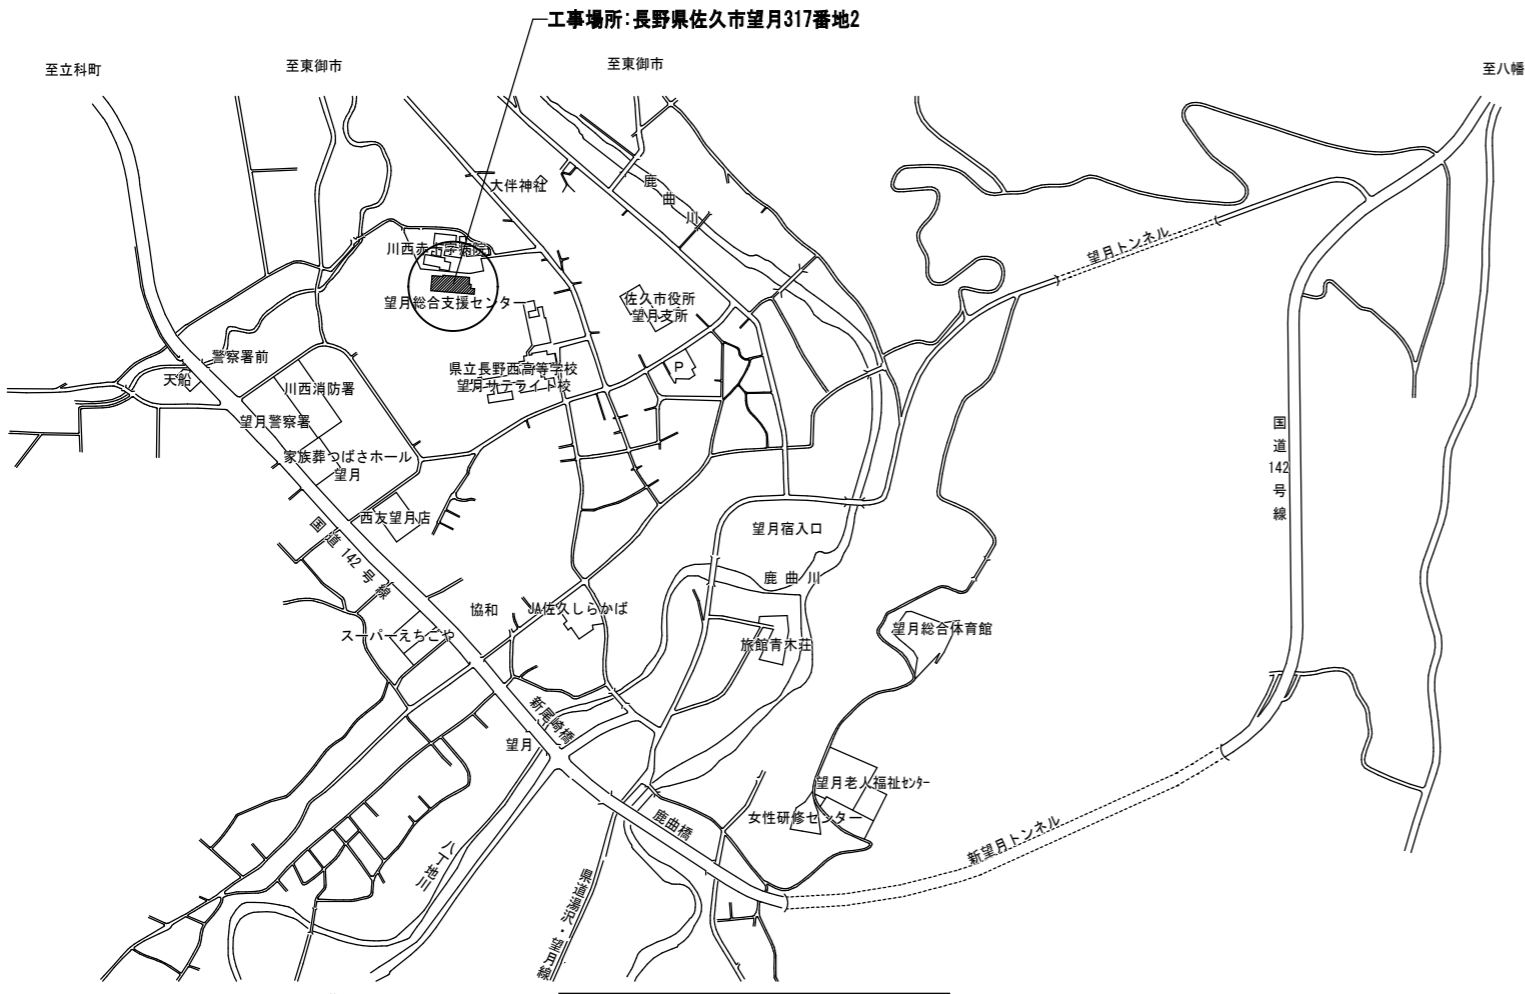 工事場所:長野県佐久市望月317番地2
至立科町
至東御市
至東御市
至八幡
大伴神社
鹿曲川
川西赤十字病院
望月総合支援センター
佐久市役所
望月支所
望月トンネル
警察署前
天船
川西消防署
県立長野西高等学校
望月サテライト校
P
望月警察署
家族葬つばさホール
望月
西友望月店
国道142号線
国道142号線
望月宿入口
鹿曲川
協和
JA佐久しらかば
スーパーえちごや
旅館青木荘
望月総合体育館
新尾崎橋
望月
望月老人福祉センター
女性研修センター
鹿曲橋
新望月トンネル
八丁地川
県道湯沢・望月線